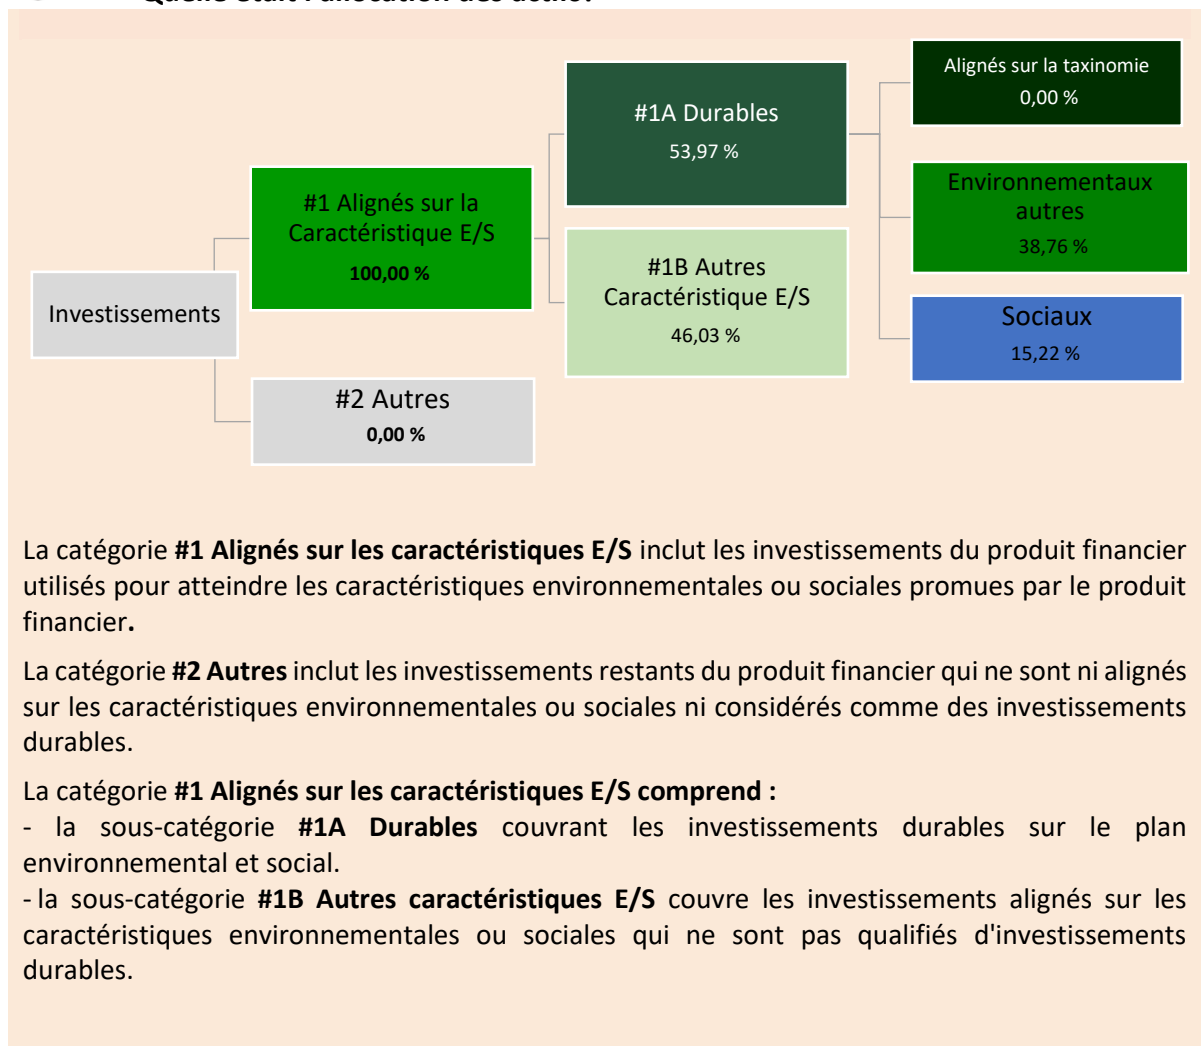 Quelle était l'allocation des actifs?
Alignés sur la taxinomie
0,00 %
#1A Durables
53,97 %
Environnementaux
autres
38,76 %
#1 Alignés sur la
Caractéristique E/S
100,00 %
#1B Autres
Caractéristique E/S
46,03 %
Investissements
Sociaux
15,22 %
#2 Autres
0,00 %
La catégorie #1 Alignés sur les caractéristiques E/S inclut les investissements du produit financier
utilisés pour atteindre les caractéristiques environnementales ou sociales promues par le produit
financier.
La catégorie #2 Autres inclut les investissements restants du produit financier qui ne sont ni alignés
sur les caractéristiques environnementales ou sociales ni considérés comme des investissements
durables.
La catégorie #1 Alignés sur les caractéristiques E/S comprend :
- la sous-catégorie #1A Durables couvrant les investissements durables sur le plan
environnemental et social.
- la sous-catégorie #1B Autres caractéristiques E/S couvre les investissements alignés sur les
caractéristiques environnementales ou sociales qui ne sont pas qualifiés d'investissements
durables.